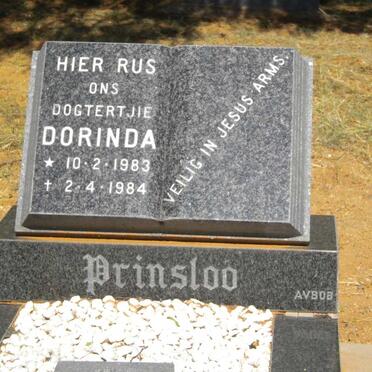 HIER RUS
ONS
DOGTERTJIE
DORINDA
★ 10·2·1983
✝ 2·4·1984
VEILIG IN JESUS ARMS.
Prinsloo
AVBOB